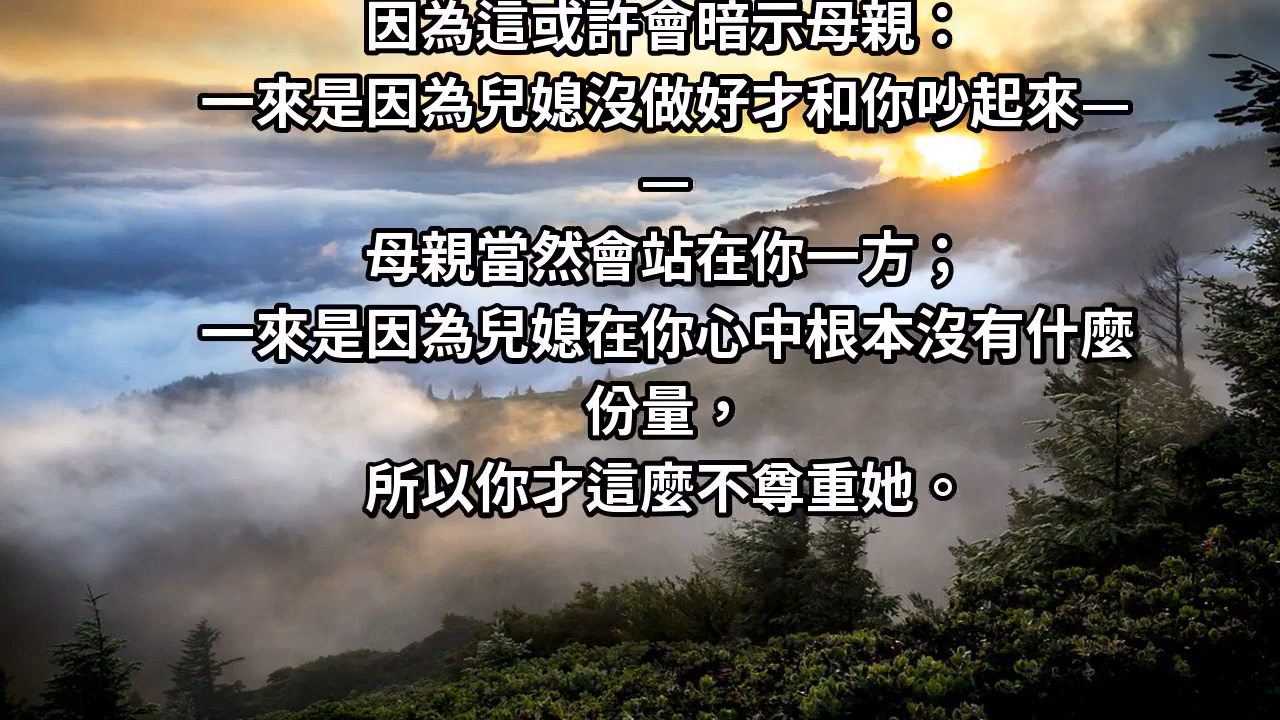 因為這或許會暗示母親：
一來是因為兒媳沒做好才和你吵起來—
—
母親當然會站在你一方；
一來是因為兒媳在你心中根本沒有什麼
份量，
所以你才這麼不尊重她。